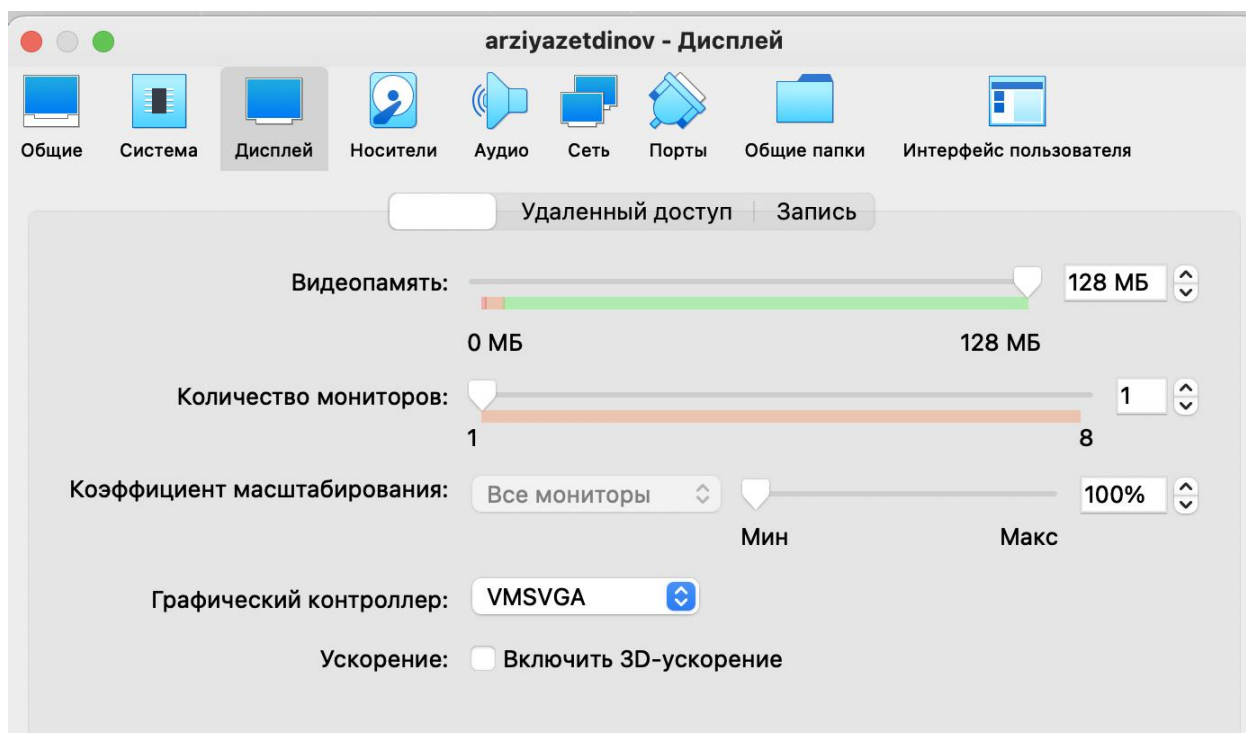 arziyazetdinov - Дисплей
Общие Система Дисплей Носители Аудио Сеть Порты Общие папки Интерфейс пользователя
Удаленный доступ Запись
Видеопамять: 128 МБ
0 МБ 128 МБ
Количество мониторов: 1
1 8
Коэффициент масштабирования: Все мониторы 100%
Мин Макс
Графический контроллер: VMSVGA
Ускорение: Включить 3D-ускорение